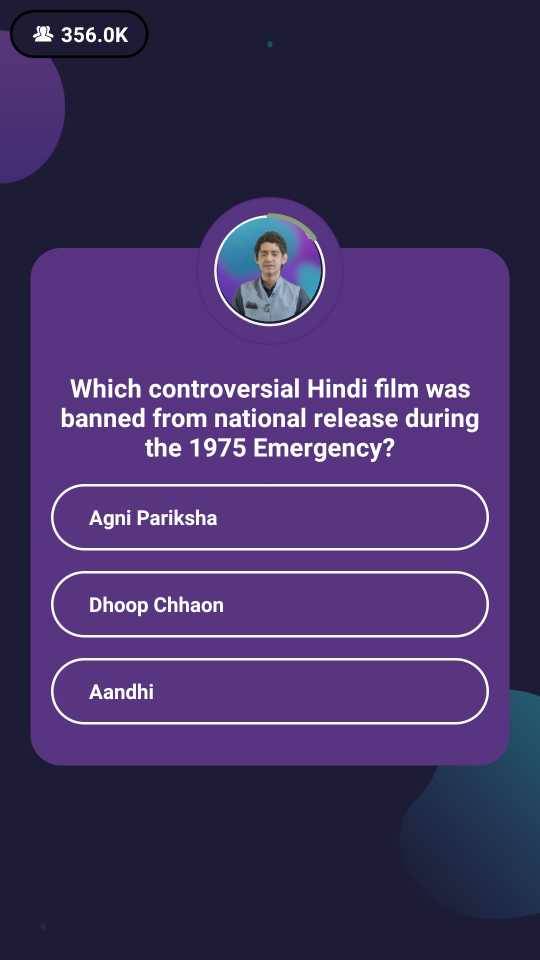 356.0K
Which controversial Hindi film was
banned from national release during
the 1975 Emergency?
Agni Pariksha
Dhoop Chhaon
Aandhi